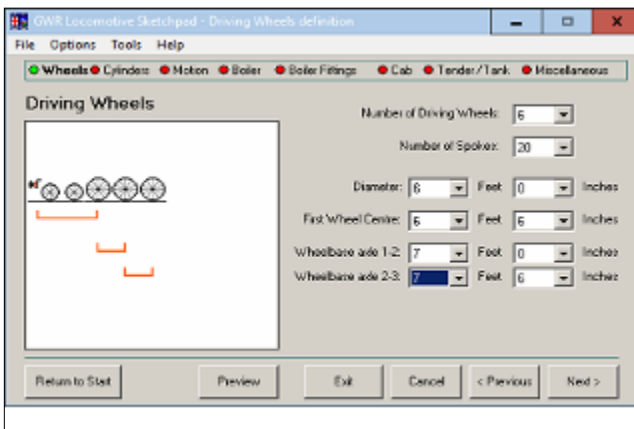 GWR Locomotive Sketchpad - Driving Wheels definition
File Options Tools Help
Wheels Cylinders Motion Boiler Boiler Fittings Cab Tender/Tank Miscellaneous
Driving Wheels
Number of Driving Wheels: 6
Number of Spokes: 20
Diameter: 6 Feet 0 Inches
First Wheel Centre: 6 Feet 6 Inches
Wheelbase axle 1-2: 7 Feet 0 Inches
Wheelbase axle 2-3: 7 Feet 6 Inches
Return to Start Preview Exit Cancel < Previous Next >